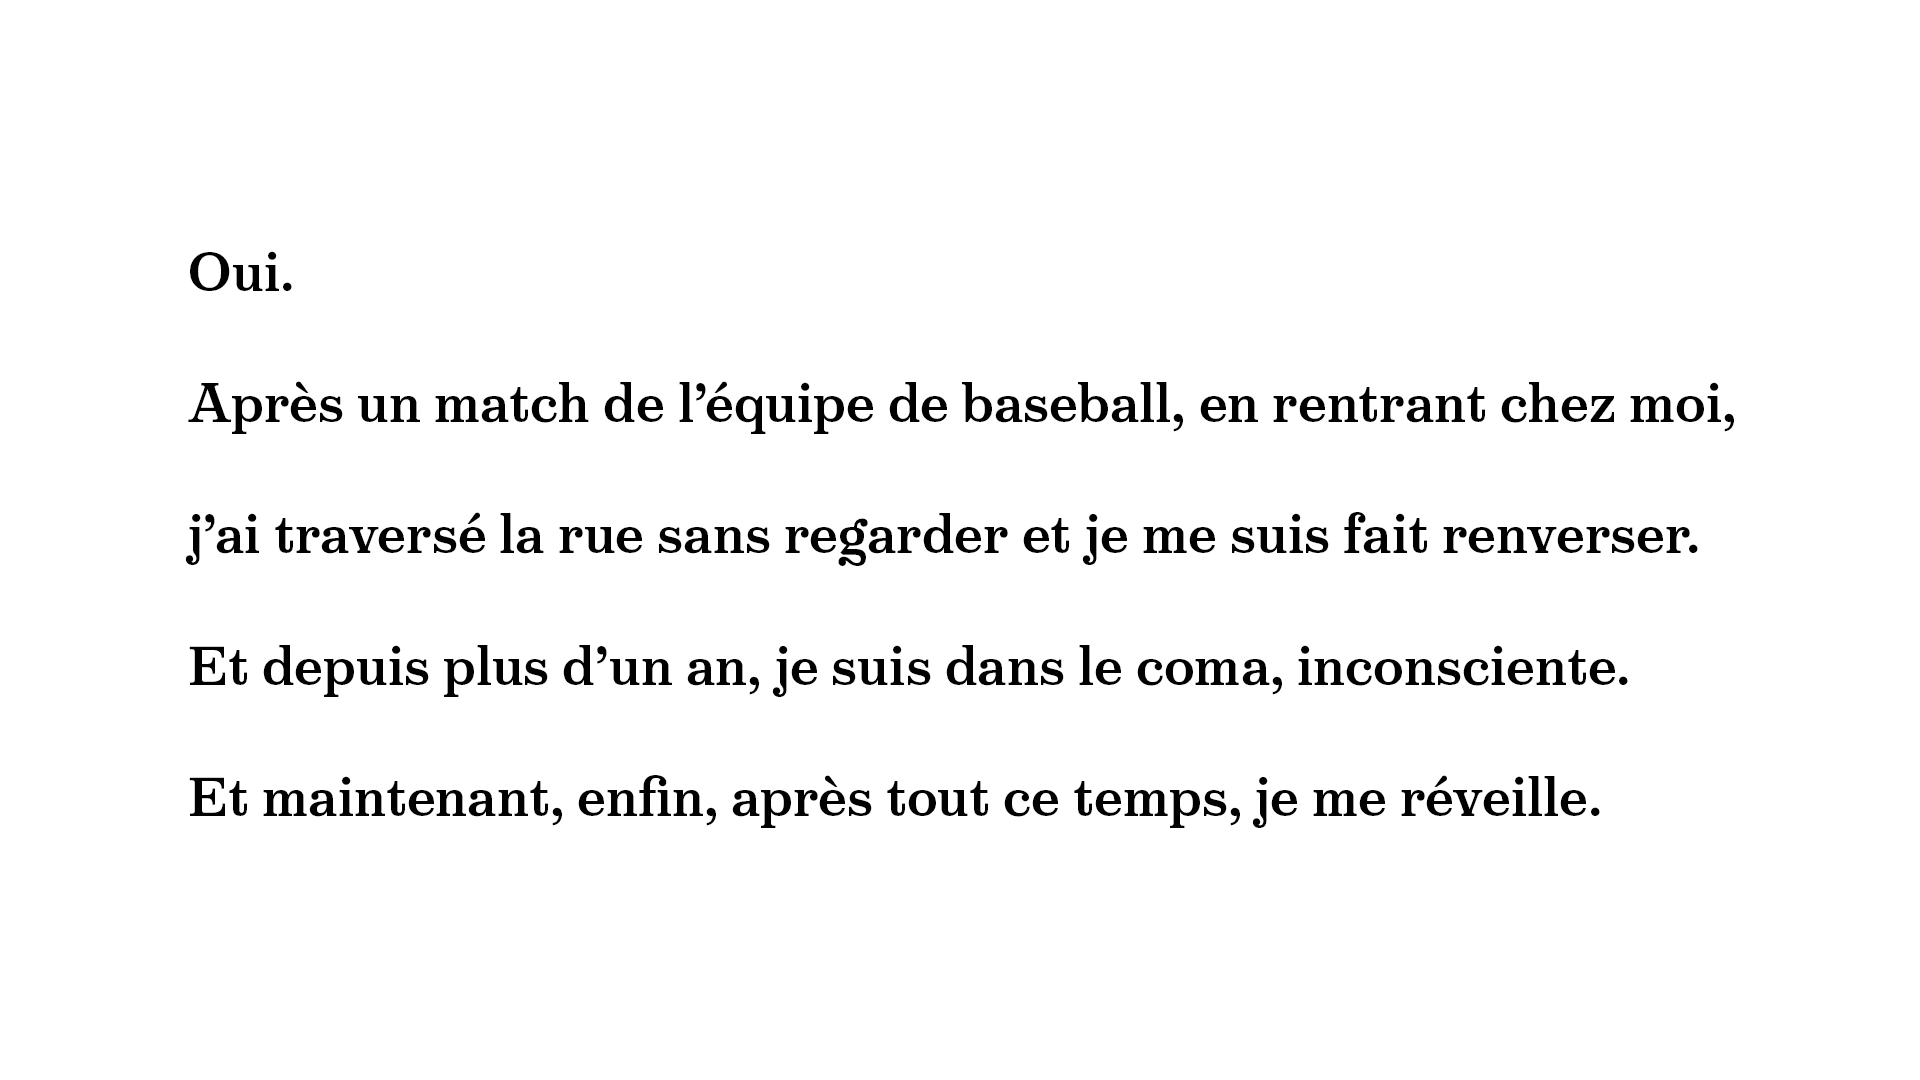 Oui.
Après un match de l’équipe de baseball, en rentrant chez moi,
j’ai traversé la rue sans regarder et je me suis fait renverser.
Et depuis plus d’un an, je suis dans le coma, inconsciente.
Et maintenant, enfin, après tout ce temps, je me réveille.